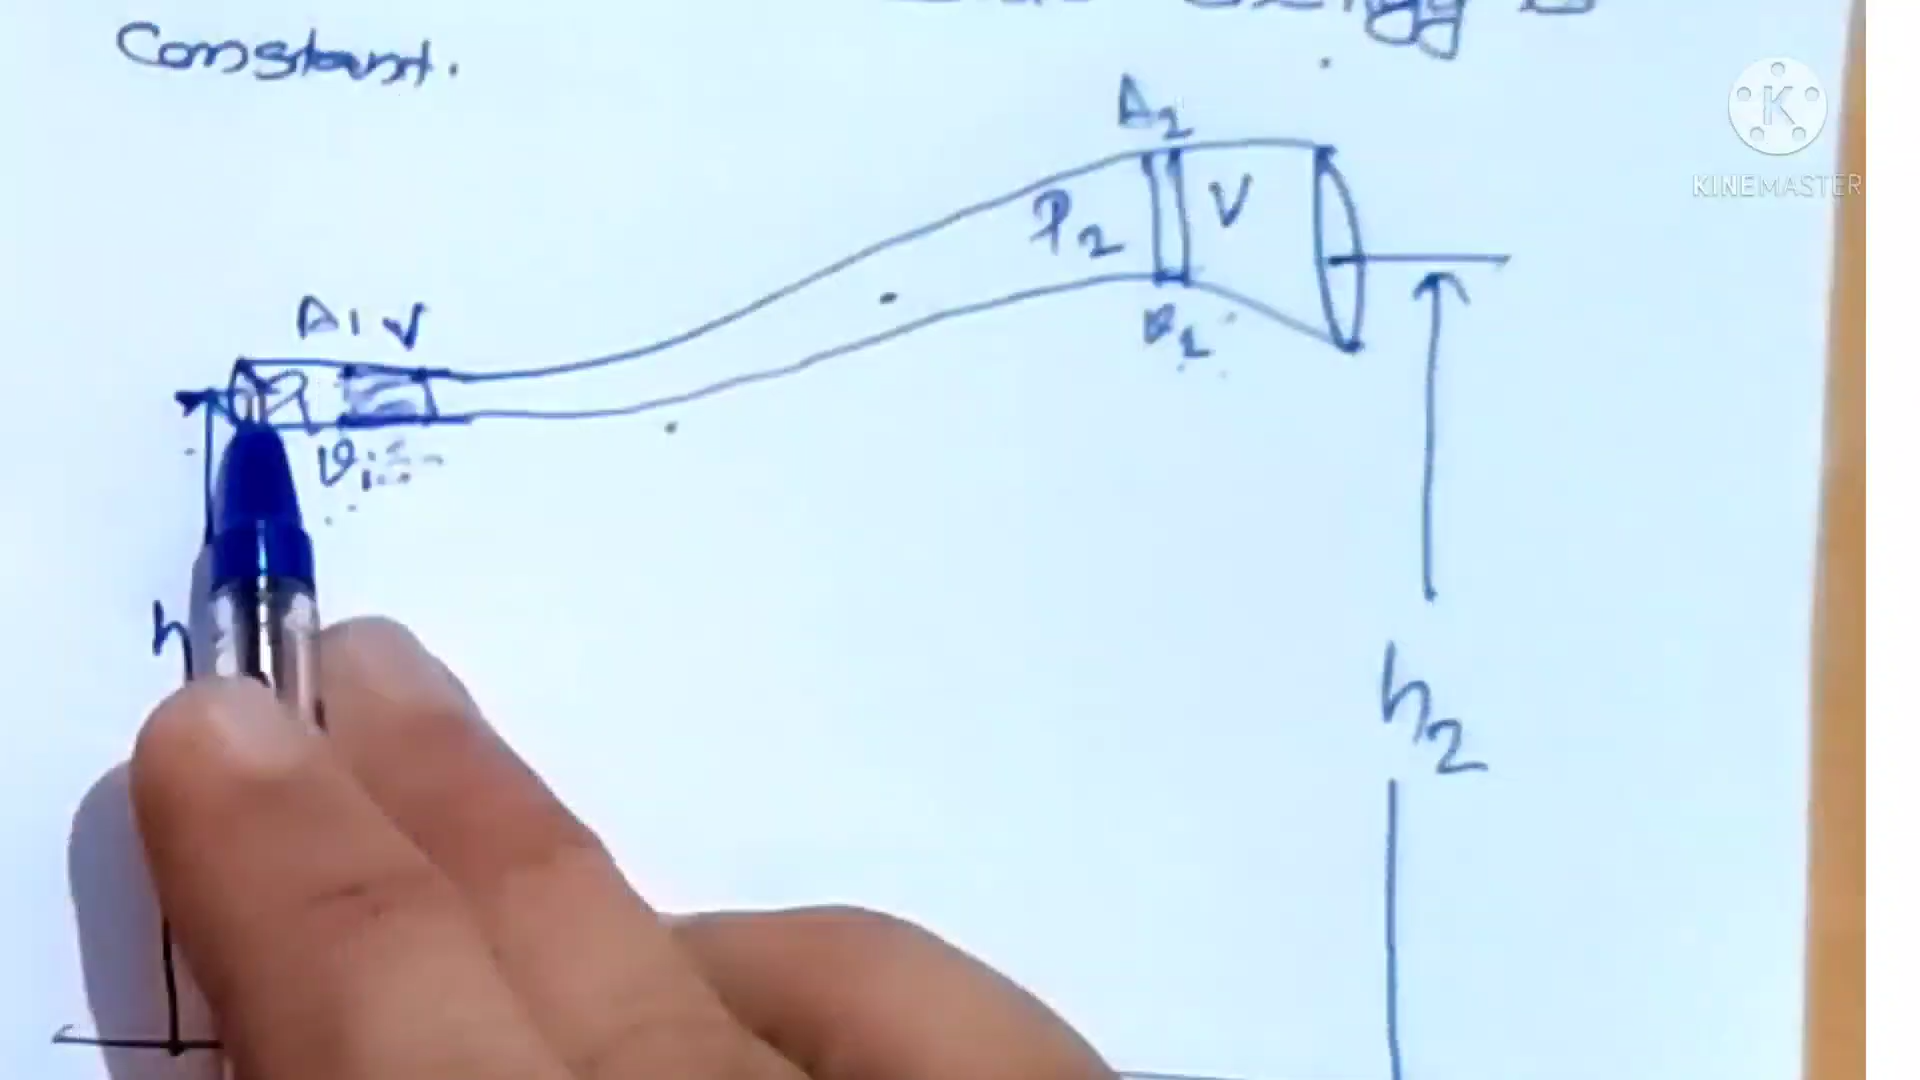 Constant.
A2
P2
V
A1 V
v1
h
h2
KINEMASTER